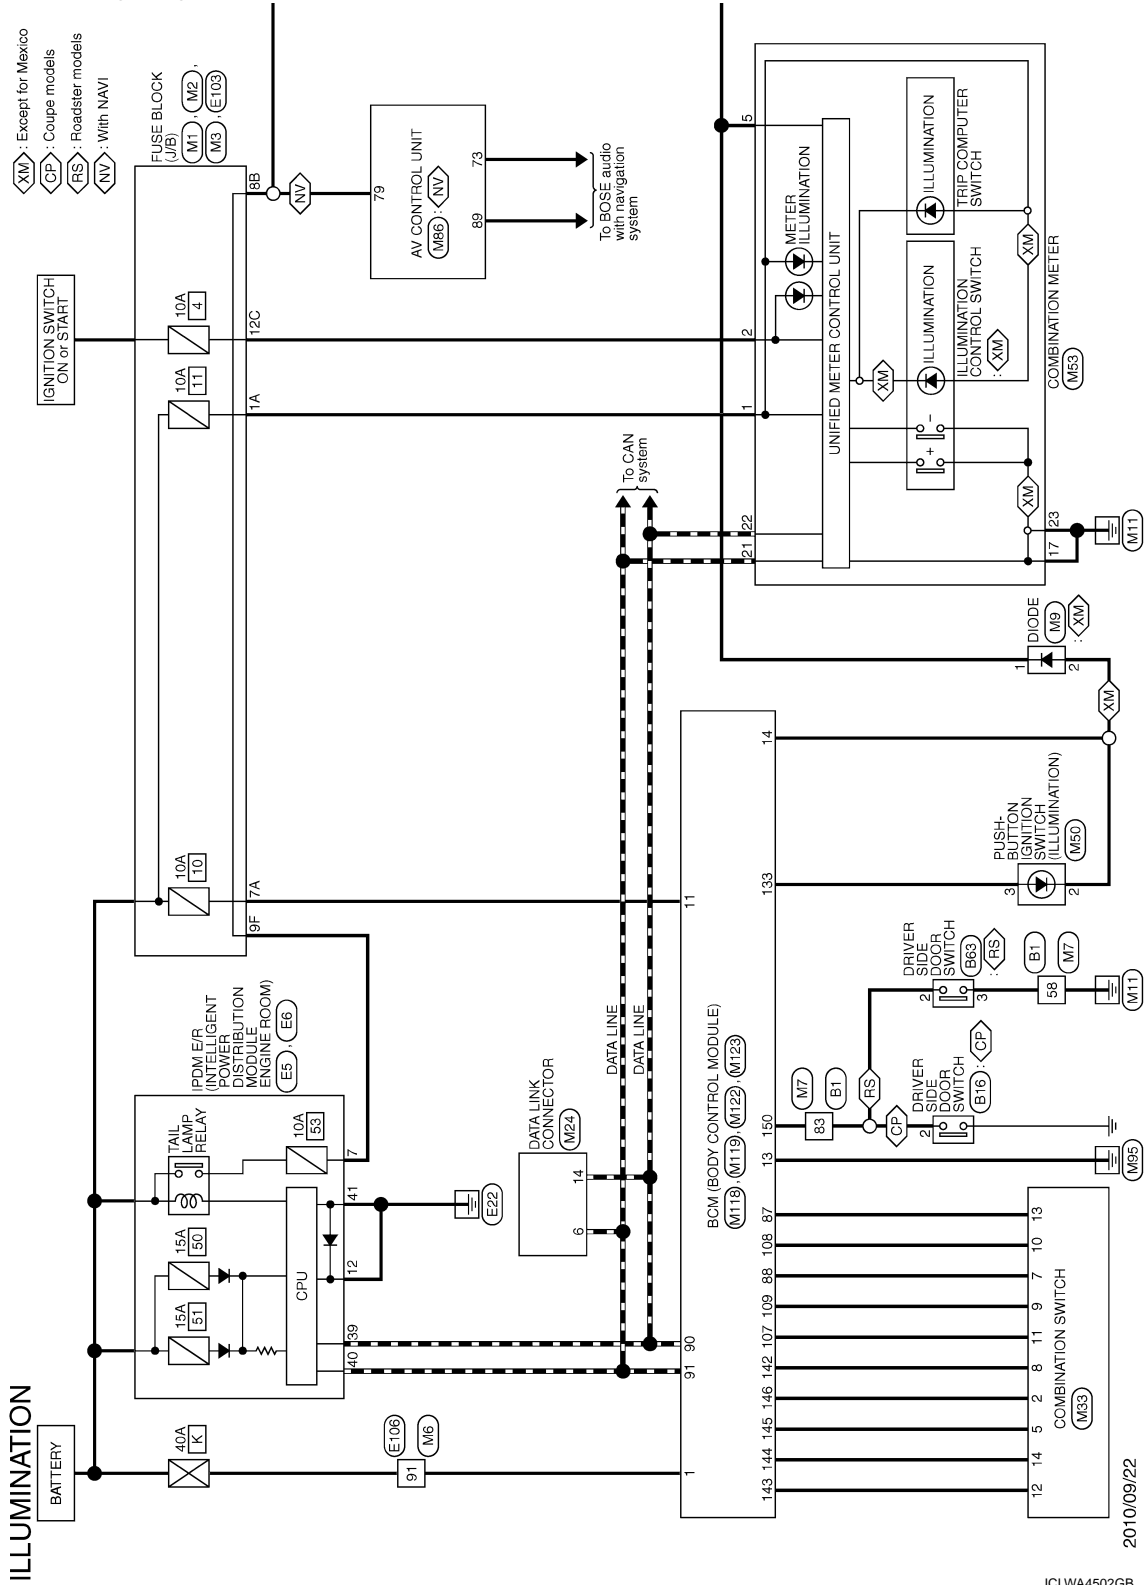 ILLUMINATION
BATTERY
IGNITION SWITCH
ON or START
XM : Except for Mexico
CP : Coupe models
RS : Roadster models
NV : With NAVI
40A
K
15A
51
15A
50
TAIL
LAMP
RELAY
10A
53
IPDM E/R
(INTELLIGENT
POWER
DISTRIBUTION
MODULE
ENGINE ROOM)
E5 , E6
CPU
40
39
12
41
7
E22
10A
10
10A
11
10A
4
FUSE BLOCK
(J/B)
M1 , M2 ,
M3 , E103
9F
7A
1A
12C
8B
NV
79
AV CONTROL UNIT
M86 : NV
89
73
To BOSE audio
with navigation
system
E106
91
M6
DATA LINK
CONNECTOR
M24
6
14
DATA LINE
DATA LINE
To CAN
system
1
91
90
11
BCM (BODY CONTROL MODULE)
M118 , M119 , M122 , M123
143
144
145
146
142
107
109
88
108
87
13
150
133
14
12
14
5
2
8
11
9
7
10
13
COMBINATION SWITCH
M33
M95
M7
83
B1
CP
RS
2
DRIVER
SIDE
DOOR
SWITCH
B16 : CP
2
3
DRIVER
SIDE
DOOR
SWITCH
B63
: RS
58
B1
M7
M11
3
2
PUSH-
BUTTON
IGNITION
SWITCH
(ILLUMINATION)
M50
XM
1
2
DIODE
M9
: XM
21
22
1
2
5
METER
ILLUMINATION
UNIFIED METER CONTROL UNIT
+
-
XM
ILLUMINATION
ILLUMINATION
CONTROL SWITCH
: XM
ILLUMINATION
TRIP COMPUTER
SWITCH
XM
XM
COMBINATION METER
M53
17
23
M11
2010/09/22
JCLWA4502GB